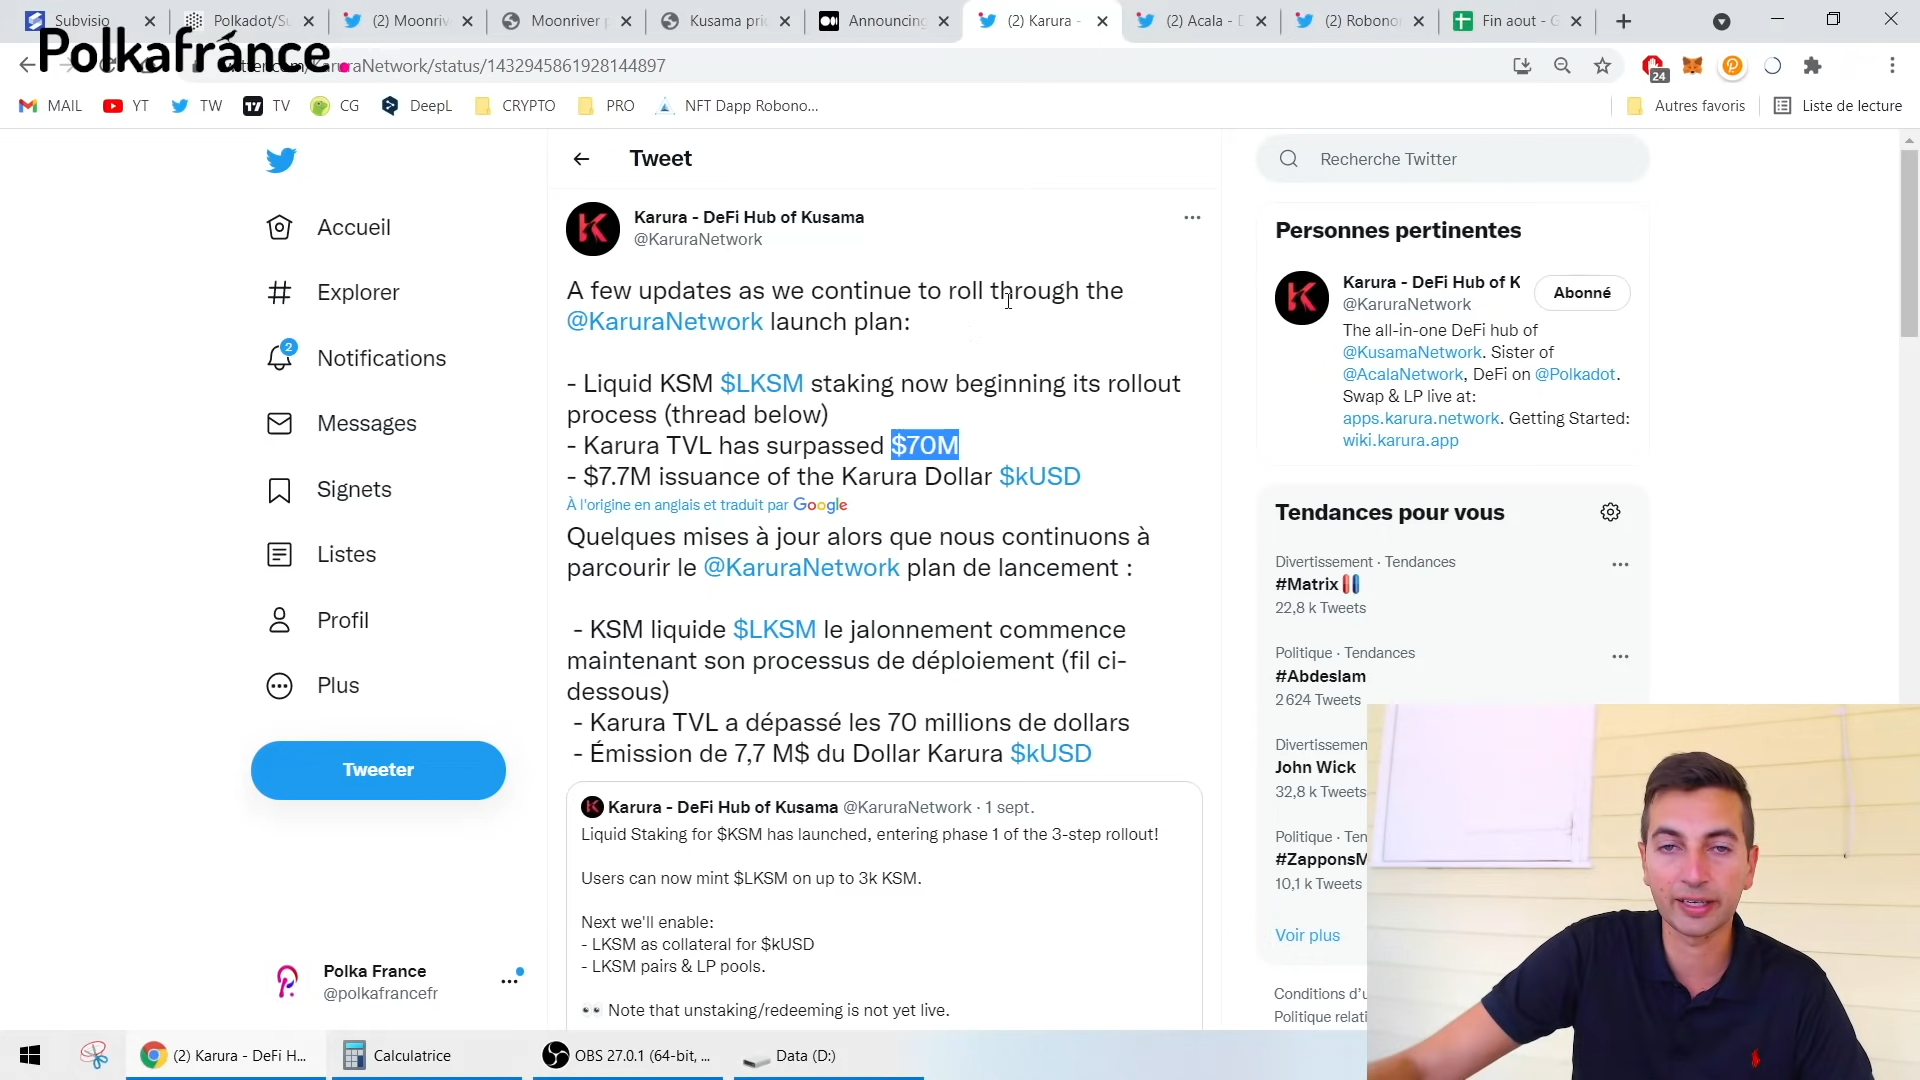 Subvisio
Polkadot/Su
(2) Moonriv
Moonriver p
Kusama pric
Announcing
(2) Karura -
(2) Acala - D
(2) Robono
Fin aout - G
Polkafrance
twitter.com/KaruraNetwork/status/1432945861928144897
24
MAIL
YT
TW
TV
CG
DeepL
CRYPTO
PRO
NFT Dapp Robono...
Autres favoris
Liste de lecture
Accueil
Explorer
2
Notifications
Messages
Signets
Listes
Profil
Plus
Tweeter
Polka France
@polkafrancefr
Tweet
Karura - DeFi Hub of Kusama
@KaruraNetwork
A few updates as we continue to roll through the
@KaruraNetwork launch plan:
- Liquid KSM $LKSM staking now beginning its rollout
process (thread below)
- Karura TVL has surpassed $70M
- $7.7M issuance of the Karura Dollar $kUSD
À l'origine en anglais et traduit par Google
Quelques mises à jour alors que nous continuons à
parcourir le @KaruraNetwork plan de lancement :
- KSM liquide $LKSM le jalonnement commence
maintenant son processus de déploiement (fil ci-
dessous)
- Karura TVL a dépassé les 70 millions de dollars
- Émission de 7,7 M$ du Dollar Karura $kUSD
Karura - DeFi Hub of Kusama @KaruraNetwork · 1 sept.
Liquid Staking for $KSM has launched, entering phase 1 of the 3-step rollout!
Users can now mint $LKSM on up to 3k KSM.
Next we'll enable:
- LKSM as collateral for $kUSD
- LKSM pairs & LP pools.
👀 Note that unstaking/redeeming is not yet live.
Recherche Twitter
Personnes pertinentes
Karura - DeFi Hub of K
@KaruraNetwork
Abonné
The all-in-one DeFi hub of
@KusamaNetwork. Sister of
@AcalaNetwork, DeFi on @Polkadot.
Swap & LP live at:
apps.karura.network. Getting Started:
wiki.karura.app
Tendances pour vous
Divertissement · Tendances
#Matrix
22,8 k Tweets
Politique · Tendances
#Abdeslam
2 624 Tweets
Divertissemen
John Wick
32,8 k Tweets
Politique · Ten
#ZapponsM
10,1 k Tweets
Voir plus
Conditions d'u
Politique relati
(2) Karura - DeFi H...
Calculatrice
OBS 27.0.1 (64-bit, ...
Data (D:)